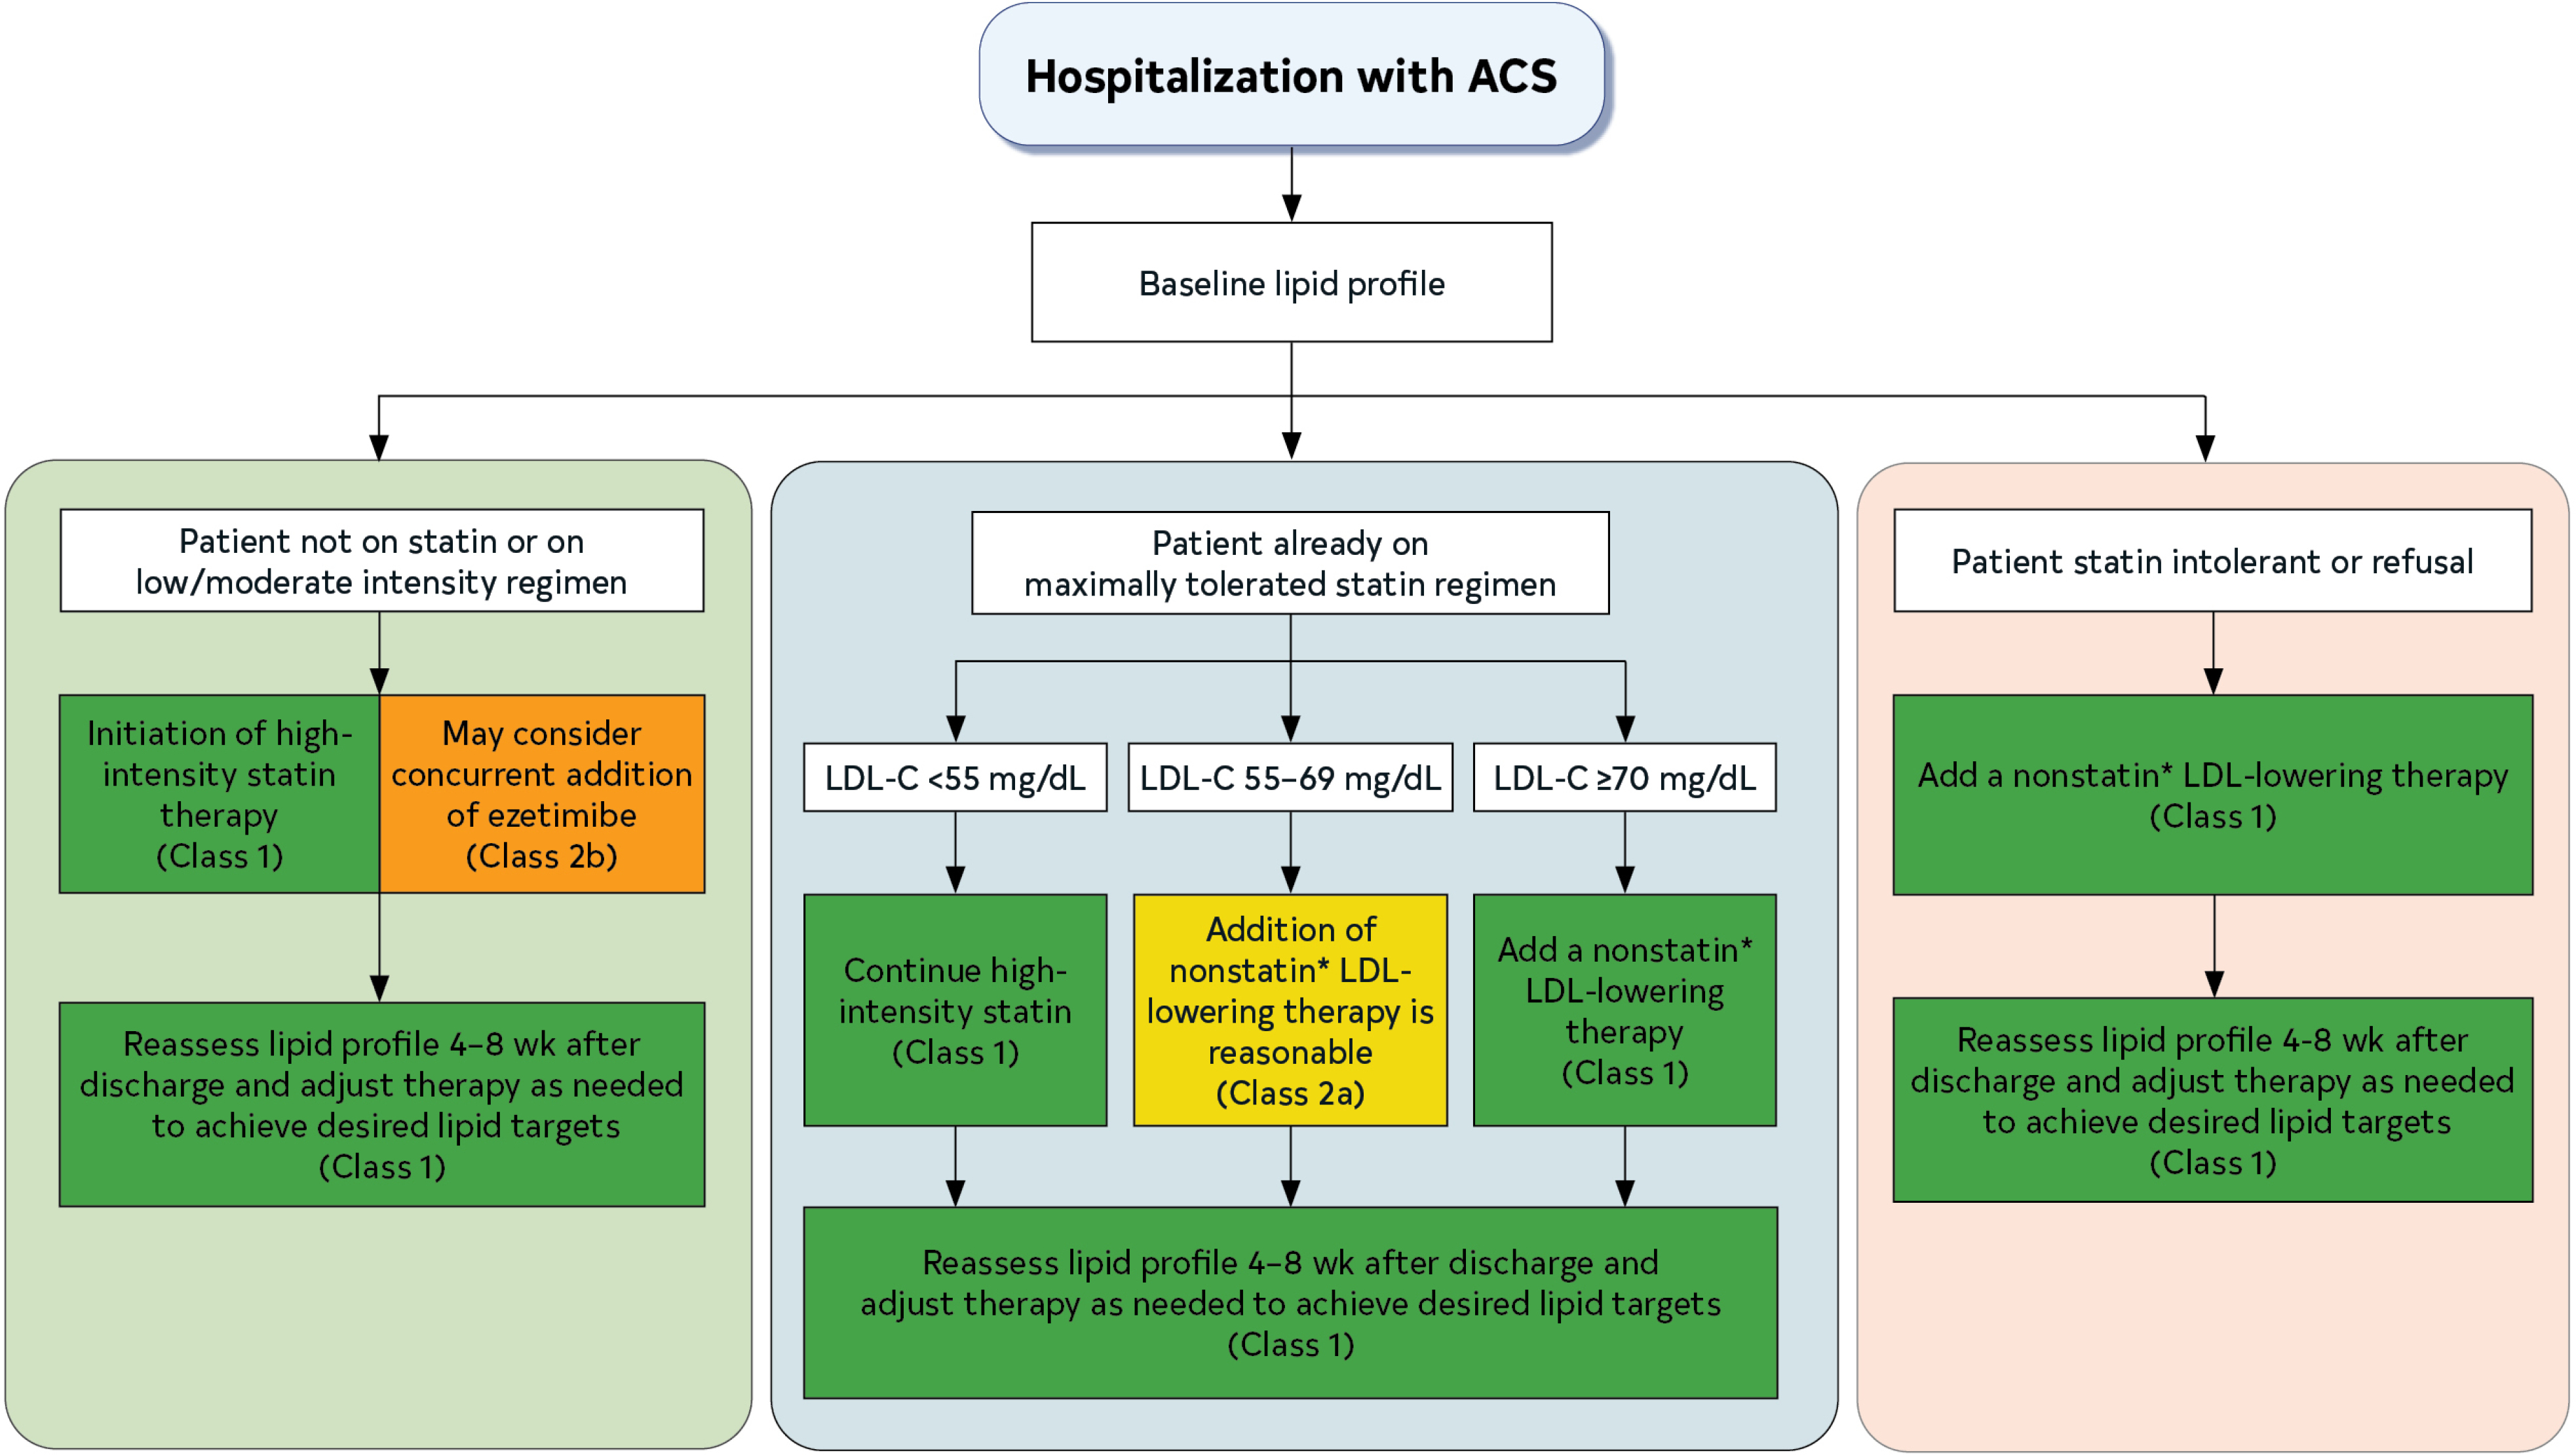 Hospitalization with ACS
Baseline lipid profile
Patient not on statin or on
low/moderate intensity regimen
Initiation of high-
intensity statin
therapy
(Class 1)
May consider
concurrent addition
of ezetimibe
(Class 2b)
Reassess lipid profile 4–8 wk after
discharge and adjust therapy as needed
to achieve desired lipid targets
(Class 1)
Patient already on
maximally tolerated statin regimen
LDL-C <55 mg/dL
LDL-C 55–69 mg/dL
LDL-C ≥70 mg/dL
Continue high-
intensity statin
(Class 1)
Addition of
nonstatin* LDL-
lowering therapy is
reasonable
(Class 2a)
Add a nonstatin*
LDL-lowering
therapy
(Class 1)
Reassess lipid profile 4–8 wk after discharge and
adjust therapy as needed to achieve desired lipid targets
(Class 1)
Patient statin intolerant or refusal
Add a nonstatin* LDL-lowering therapy
(Class 1)
Reassess lipid profile 4-8 wk after
discharge and adjust therapy as needed
to achieve desired lipid targets
(Class 1)